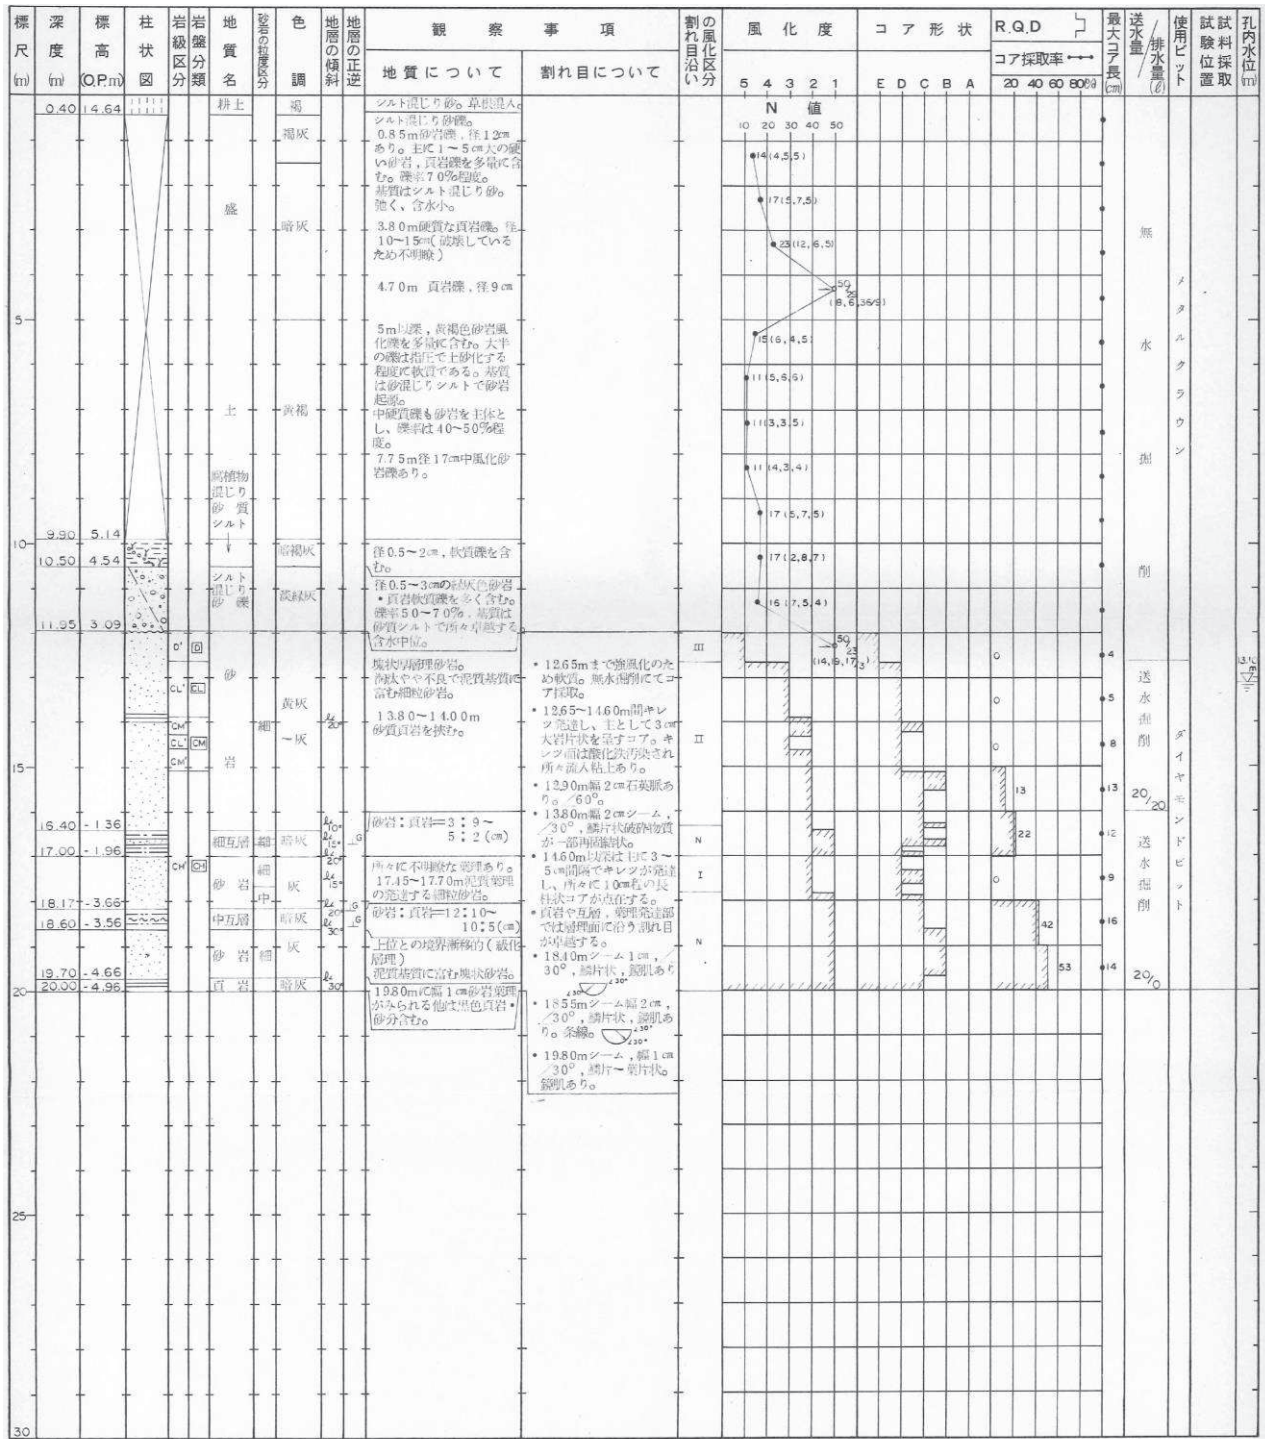 標尺(m)
深度(m)
標高(O.P.m)
柱状図
岩級区分
岩盤分類
地質名
砂岩の粒度区分
色調
地層の傾斜
地層の正逆
観察事項
地質について
割れ目について
割れ目沿いの風化区分
風化度
5 4 3 2 1
N値
10 20 30 40 50
コア形状
E D C B A
R.Q.D
コア採取率
20 40 60 80
最大コア長(cm)
送水量/排水量(ℓ)
使用ビット
試験位置
試料採取
孔内水位(m)
0.40 14.64
耕土
褐
シルト混じり砂。草根混入。
褐灰
シルト混じり砂礫。
0.85m砂岩礫,径12cm
あり。主に1~5cm大の硬
い砂岩,頁岩礫を多量に含
む。礫率70%程度。
基質はシルト混じり砂。
弛く、含水小。
14(4,5,5)
17(5,7,5)
盛
暗灰
3.80m硬質な頁岩礫。径
10~15cm(破壊している
ため不明瞭)
23(12,6,5)
無
4.70m 頁岩礫,径9cm
50
(8,6,36/9)
5
5m以深,黄褐色砂岩風
化礫を多量に含む。大半
の礫は指圧で土砂化する
程度に軟質である。基質
は砂混じりシルトで砂岩
起源。
15(6,4,5)
水
11(5,6,6)
土
黄褐
中硬質礫も砂岩を主体と
し、礫率は40~50%程
度。
11(3,3,5)
メタルクラウン
7.75m径17cm中風化砂
岩礫あり。
11(4,3,4)
掘
腐植物
混じり
砂質
シルト
17(5,7,5)
9.90 5.14
10
暗褐灰
径0.5~2cm,軟質礫を含
む。
17(2,8,7)
10.50 4.54
削
シルト
混じり
砂礫
淡緑灰
径0.5~3cmの緑灰色砂岩
・頁岩軟質礫を多く含む。
礫率50~70%、基質は
砂質シルトで所々卓越する
含水中位。
16(7,5,4)
11.95 3.09
D' D
III
50
23
(14,19,17/3)
4
13.10
m
砂
塊状厚層理砂岩。
淘汰やや不良で泥質基質に
富む細粒砂岩。
13.80~14.00m
砂質頁岩を挟む。
・12.65mまで強風化のた
め軟質。無水掘削にてコ
ア採取。
・12.65~14.60m間キレ
ツ発達し、主として3cm
大岩片状を呈すコア。キ
レツ面は酸化鉄汚染され
所々流入粘土あり。
・12.90m幅2cm石英脈あ
り。/60°。
・13.80m幅2cmシーム,
/30°,鱗片状破砕物質
が一部再固結状。
・14.60m以深は主に3~
5cm間隔でキレツが発達
し、所々に10cm程の長
柱状コアが点在する。
・頁岩や互層,葉理発達部
では層理面に沿う割れ目
が卓越する。
・18.40mシーム1cm,/
30°,鱗片状,鏡肌あり
∠30°
∠30°
・18.55mシーム幅2cm,
/30°,鱗片状,鏡肌あ
り。条線。
∠30°
∠30°
・19.80mシーム,幅1cm
/30°,鱗片~葉片状。
鏡肌あり。
CL' CL
黄灰
~灰
細
20°
II
5
送水掘削
CM'
CL' CM
CM'
岩
8
15
13
13
20/20
ダイヤモンドビット
16.40 -1.36
細互層
細
暗灰
10°
15°
G
砂岩:頁岩=3:9~
5:2(cm)
N
22
12
送水掘削
17.00 -1.96
CH' CH
砂岩
細
中
灰
20°
15°
所々に不明瞭な葉理あり。
17.45~17.70m泥質葉理
の発達する細粒砂岩。
I
9
18.17 -3.66
中互層
暗灰
20°
30°
G
砂岩:頁岩=12:10~
10:5(cm)
42
16
18.60 -3.56
砂岩
細
灰
上位との境界漸移的(級化
層理)
泥質基質に富む塊状砂岩。
N
53
14
20/0
19.70 -4.66
頁岩
暗灰
30°
19.80mに幅1cm砂岩葉理
がみられる他は黒色頁岩・
砂分含む。
20.00 -4.96
20
25
30